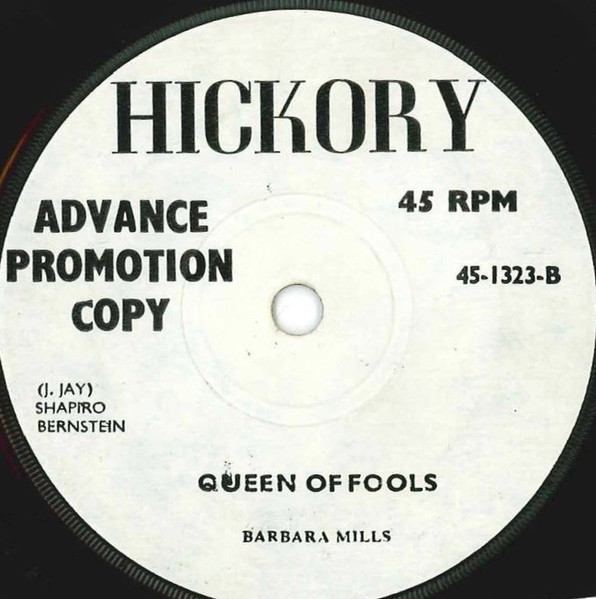 HICKORY
ADVANCE
PROMOTION
COPY
45 RPM
45-1323-B
(J. JAY)
SHAPIRO
BERNSTEIN
QUEEN OF FOOLS
BARBARA MILLS